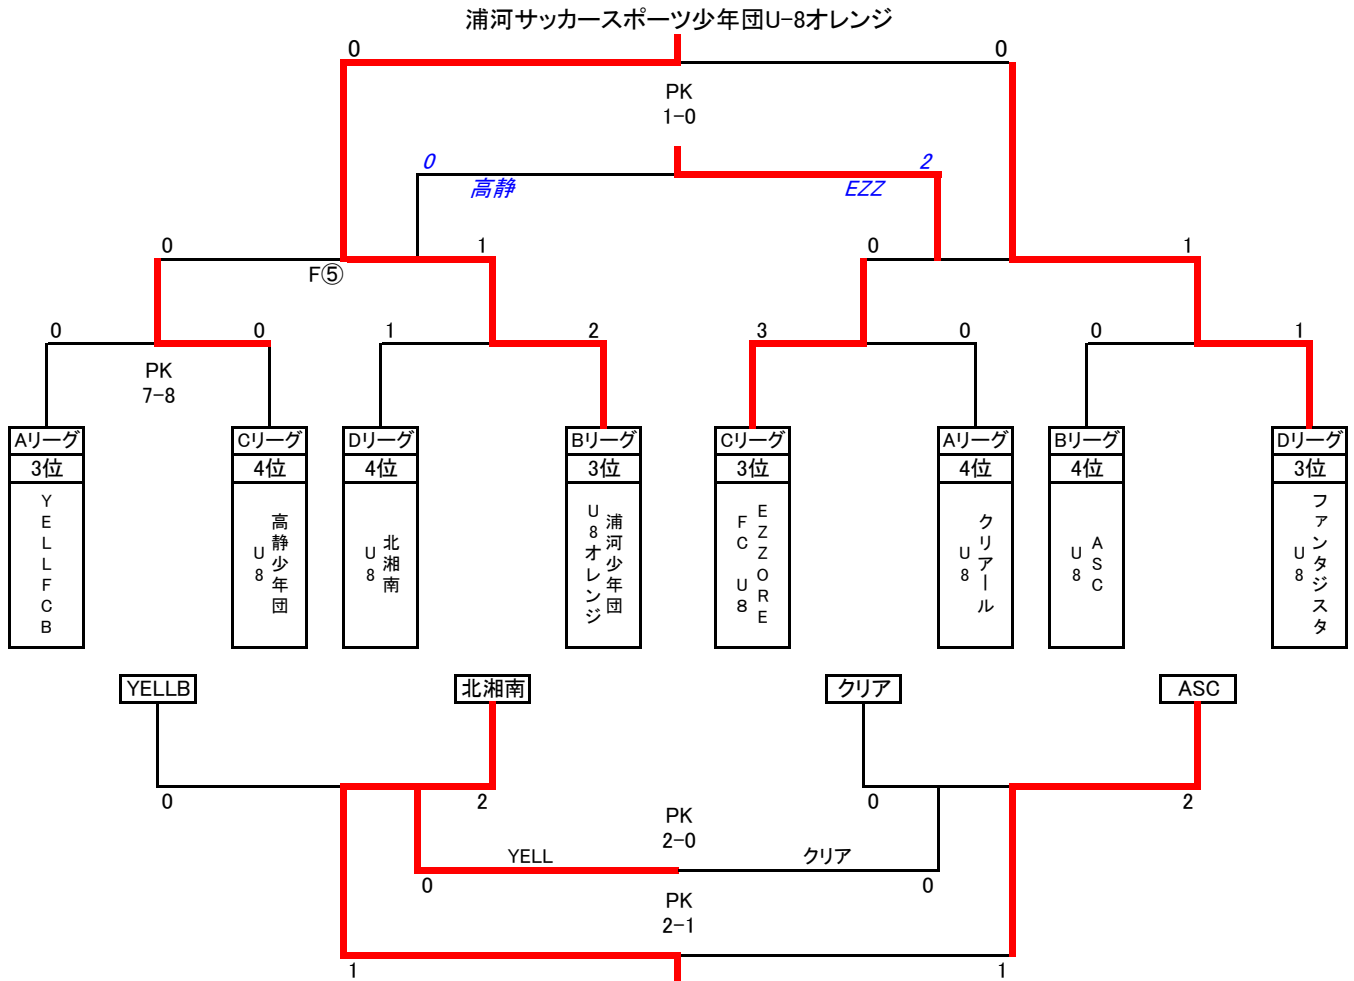 浦河サッカースポーツ少年団U-8オレンジ
0 0
PK
1-0
0 2
高静 EZZ
0 1 0 1
F⑤
0 0 1 2 3 0 0 1
PK
7-8
Aリーグ Cリーグ Dリーグ Bリーグ Cリーグ Aリーグ Bリーグ Dリーグ
3位 4位 4位 3位 3位 4位 4位 3位
YELLFCB
高静少年団
U8
北湘南
U8
浦河少年団
U8オレンジ
EZZORE
FC U8
クリアール
U8
ASC
U8
ファンタジスタ
U8
YELLB 北湘南 クリア ASC
0 2 0 2
PK
2-0
YELL クリア
0 0
PK
2-1
1 1